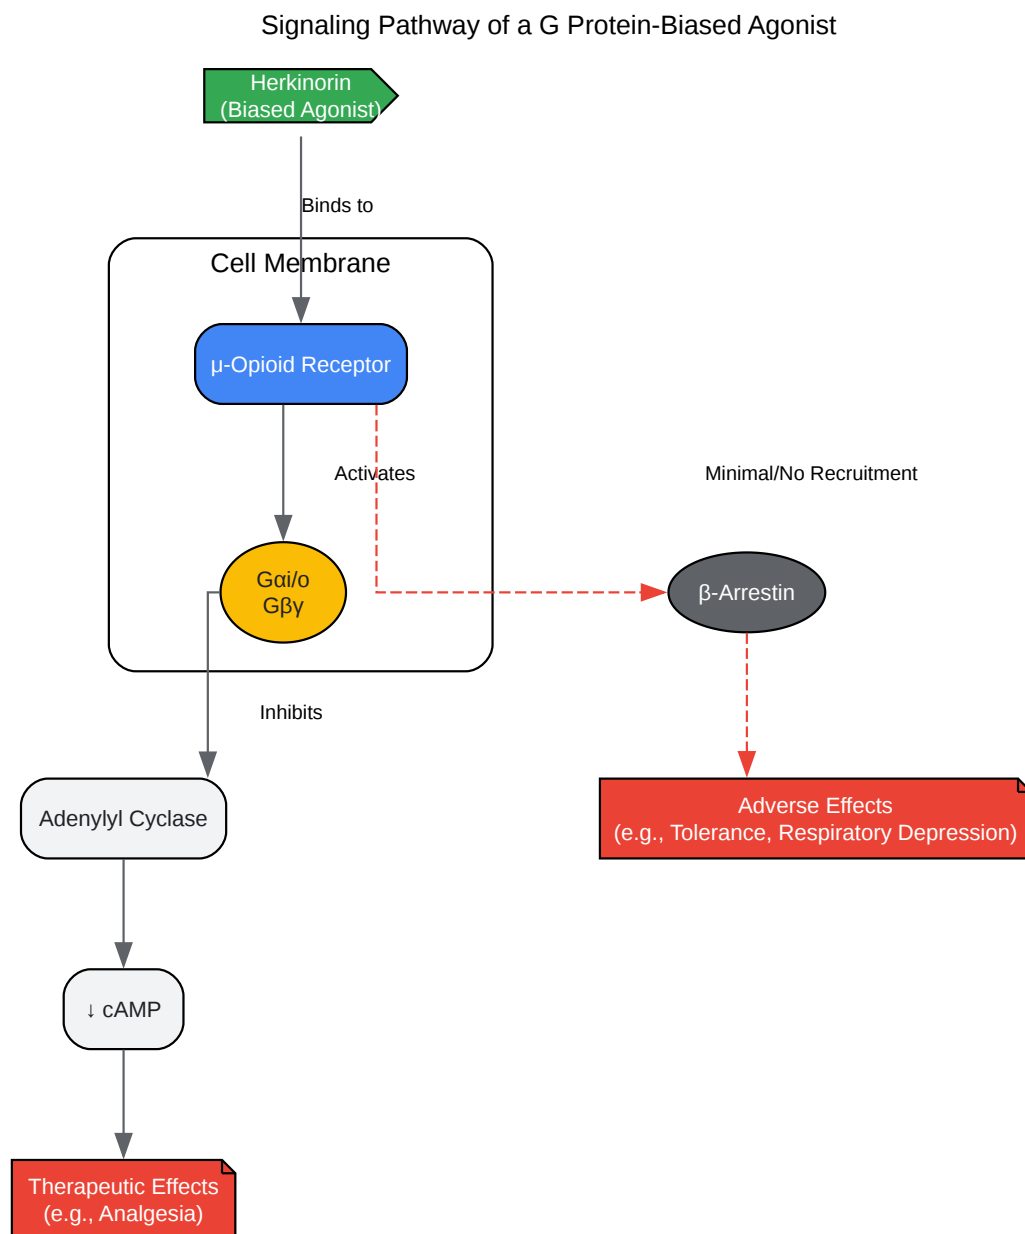 Signaling Pathway of a G Protein-Biased Agonist
Herkinorin
(Biased Agonist)
Binds to
Cell Membrane
μ-Opioid Receptor
Activates
Minimal/No Recruitment
Gαi/o
Gβγ
β-Arrestin
Inhibits
Adenylyl Cyclase
Adverse Effects
(e.g., Tolerance, Respiratory Depression)
↓ cAMP
Therapeutic Effects
(e.g., Analgesia)